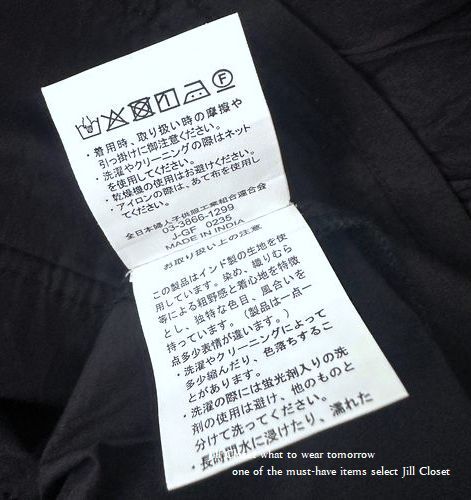 ・着用時、取り扱い時の摩擦や
引っ掛けに御注意ください。
・洗濯やクリーニングの際はネット
を使用してください。
・乾燥機の使用はお避けください。
・アイロンの際は、あて布を使用し
てください。
全日本婦人子供服工業組合連合会
03-3866-1299
J-GF 0235
MADE IN INDIA
お取り扱い上の注意
この製品はインド製の生地を使
用しています。染め、織りむら
等による粗野感と着心地を特徴
とし、独特な色目、風合いを
持っています。(製品は一点一
点多少表情が違います。)
・洗濯やクリーニングによって
多少縮んだり、色落ちするこ
とがあります。
・洗濯の際には蛍光剤入りの洗
剤の使用は避け、他のものと
分けて洗ってください。
・長時間水に浸けたり、濡れた
what to wear tomorrow
one of the must-have items select Jill Closet